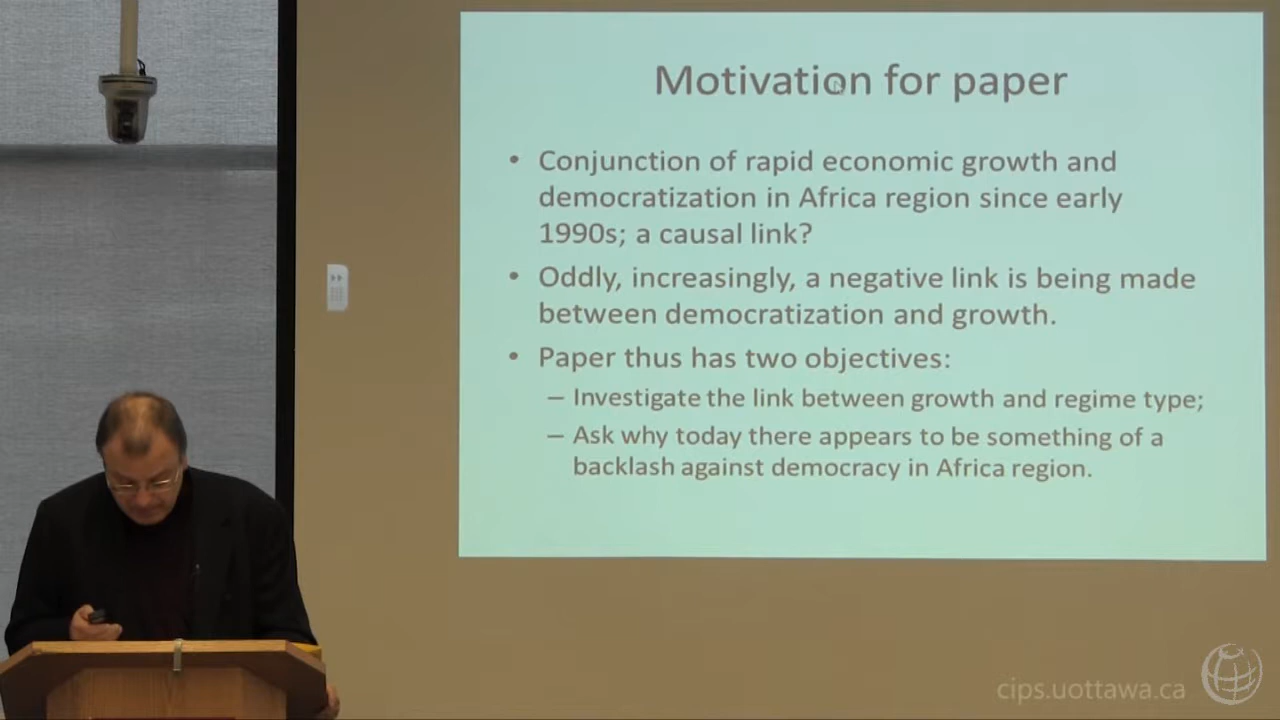 Motivation for paper
• Conjunction of rapid economic growth and
democratization in Africa region since early
1990s; a causal link?
• Oddly, increasingly, a negative link is being made
between democratization and growth.
• Paper thus has two objectives:
– Investigate the link between growth and regime type;
– Ask why today there appears to be something of a
backlash against democracy in Africa region.
cips.uottawa.ca